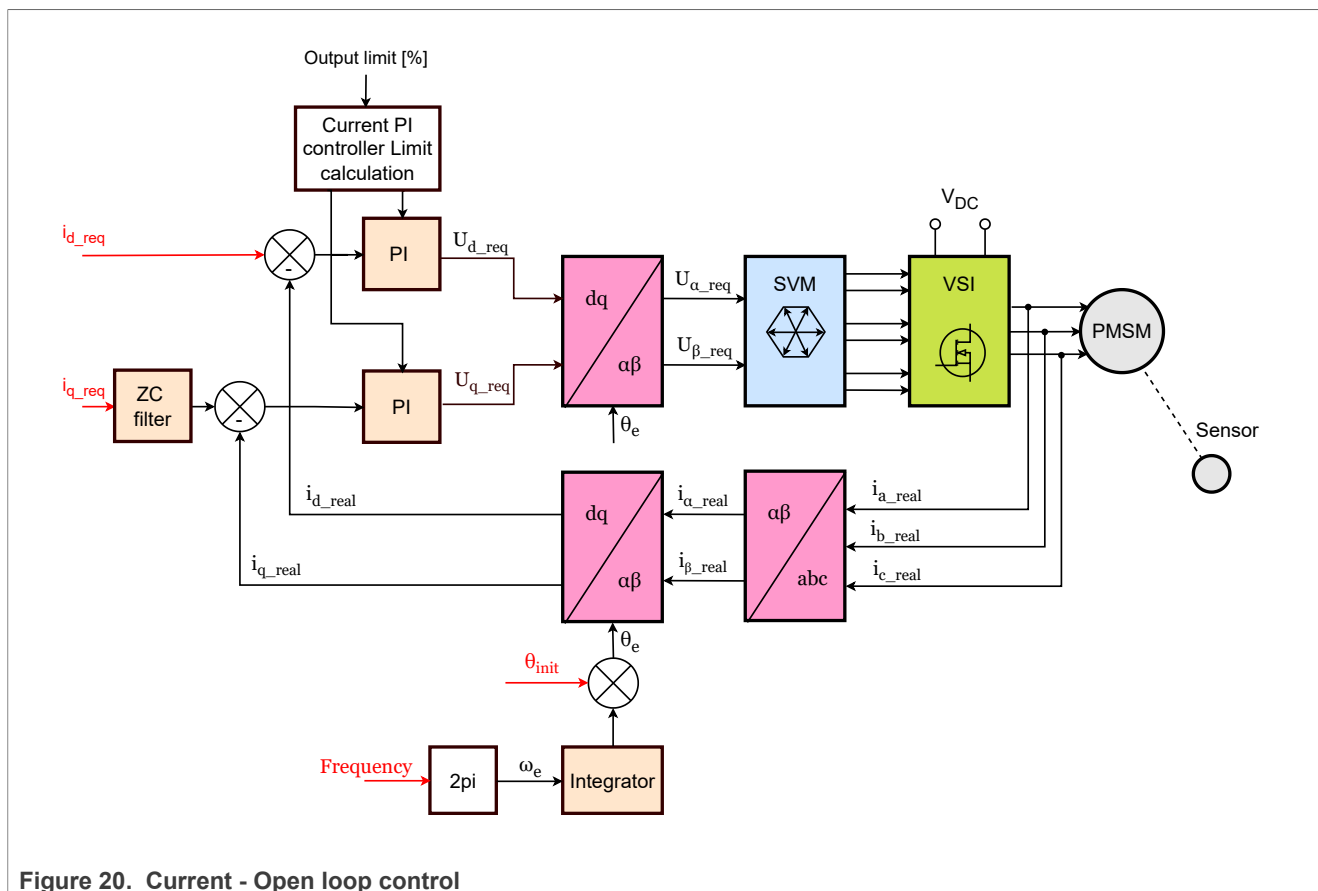 Output limit [%]
Current PI
controller Limit
calculation
V_DC
i_d_req
-
PI
U_d_req
dq
αβ
U_α_req
U_β_req
SVM
VSI
PMSM
i_q_req
ZC
filter
-
PI
U_q_req
θ_e
Sensor
i_d_real
i_q_real
dq
αβ
i_α_real
i_β_real
αβ
abc
i_a_real
i_b_real
i_c_real
θ_e
θ_init
Frequency
2pi
ω_e
Integrator
Figure 20. Current - Open loop control